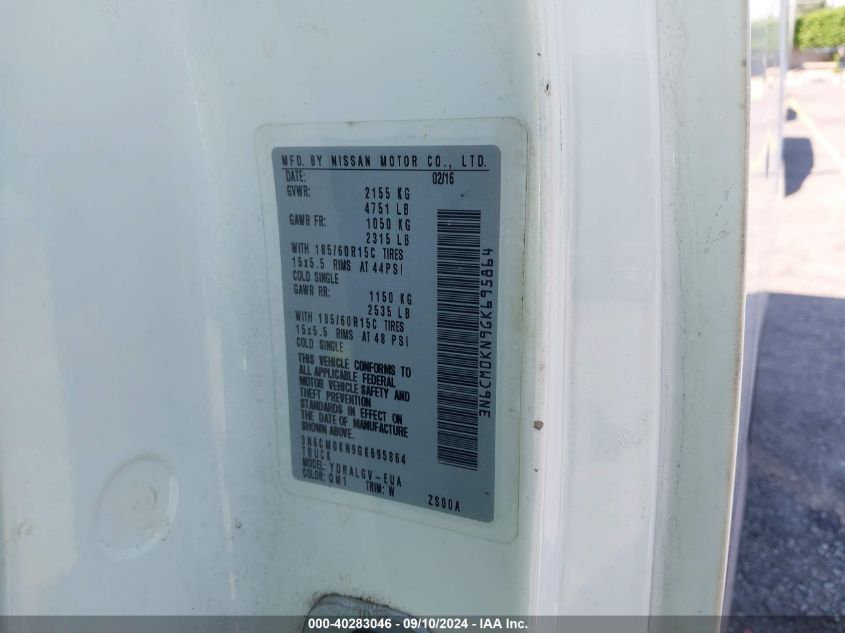 MFD. BY NISSAN MOTOR CO., LTD.
DATE: 02/16
GVWR: 2155 KG
4751 LB
GAWR FR: 1050 KG
2315 LB
WITH 185/60R15C TIRES
15x5.5 RIMS AT 44PSI
COLD SINGLE
GAWR RR: 1150 KG
2535 LB
WITH 185/60R15C TIRES
15x5.5 RIMS AT 48 PSI
COLD SINGLE
THIS VEHICLE CONFORMS TO
ALL APPLICABLE FEDERAL
MOTOR VEHICLE SAFETY AND
THEFT PREVENTION
STANDARDS IN EFFECT ON
THE DATE OF MANUFACTURE
SHOWN ABOVE.
3N6CM0KN9GK695864
TRUCK
MODEL: YDRALGV-EUA
COLOR: QM1 TRIM: W
ZS00A
3N6CM0KN9GK695864
000-40283046 - 09/10/2024 - IAA Inc.